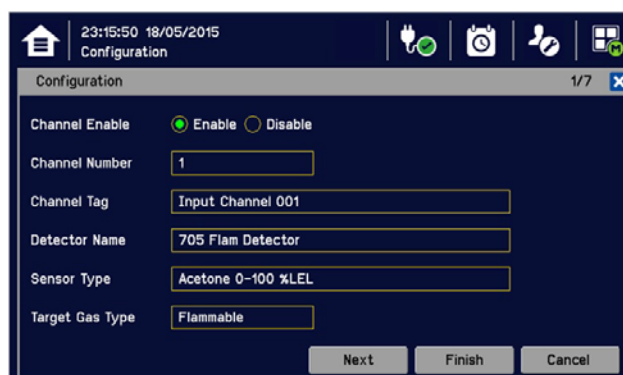 23:15:50 18/05/2015
Configuration
Configuration 1/7
Channel Enable Enable Disable
Channel Number 1
Channel Tag Input Channel 001
Detector Name 705 Flam Detector
Sensor Type Acetone 0-100 %LEL
Target Gas Type Flammable
Next Finish Cancel